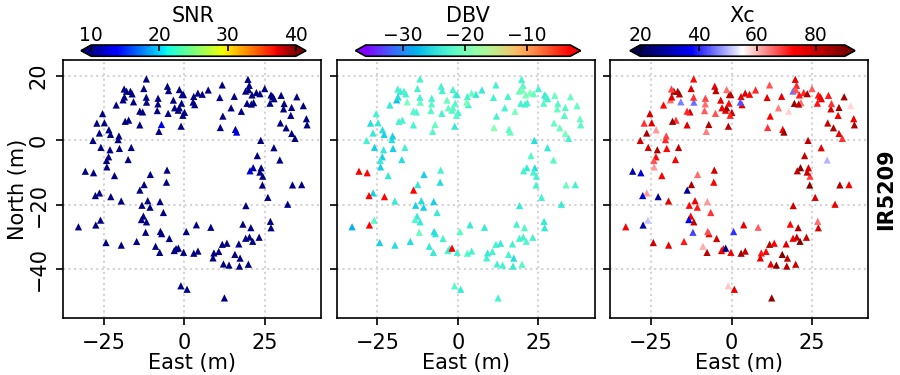 SNR DBV Xc
10 20 30 40 −30 −20 −10 20 40 60 80
20
0
−20
−40
North (m)
IR5209
−25 0 25 −25 0 25 −25 0 25
East (m) East (m) East (m)